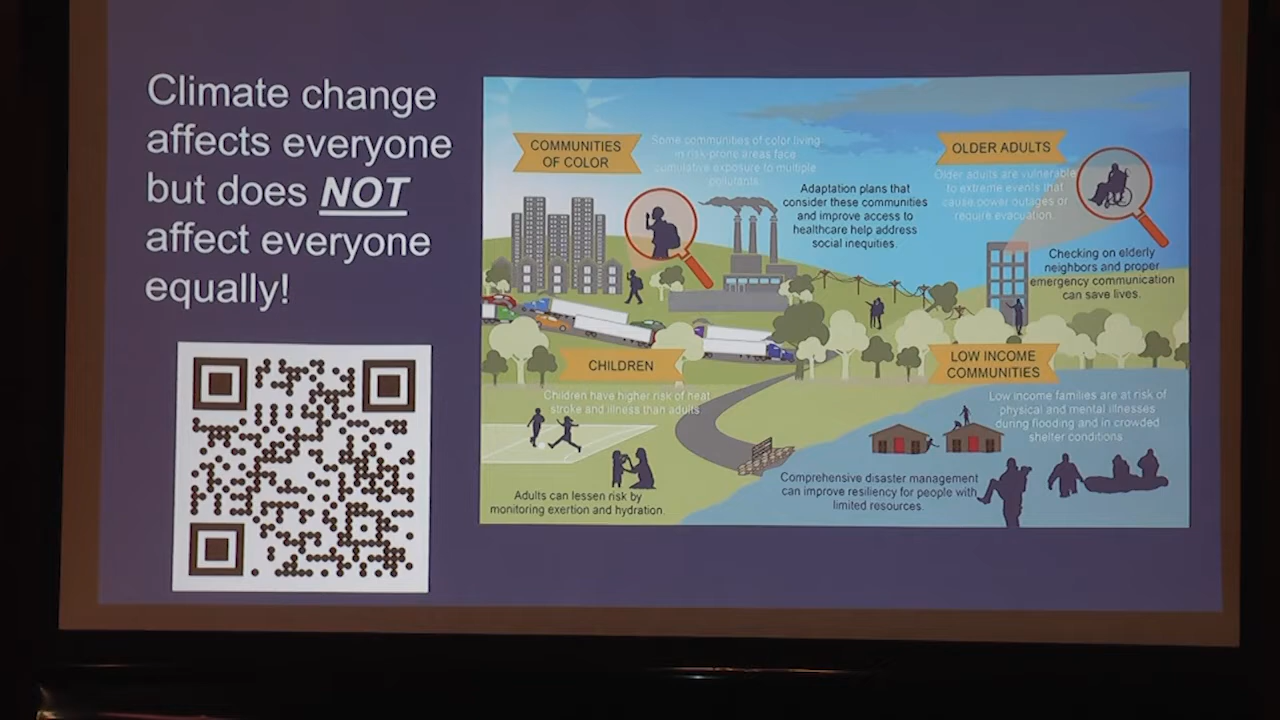 Climate change
affects everyone
but does NOT
affect everyone
equally!
COMMUNITIES
OF COLOR
Some communities of color living
in risk-prone areas face
cumulative exposure to multiple
pollutants.
Adaptation plans that
consider these communities
and improve access to
healthcare help address
social inequities.
OLDER ADULTS
Older adults are vulnerable
to extreme events that
cause power outages or
require evacuation.
Checking on elderly
neighbors and proper
emergency communication
can save lives.
CHILDREN
Children have higher risk of heat
stroke and illness than adults
Adults can lessen risk by
monitoring exertion and hydration.
LOW INCOME
COMMUNITIES
Low income families are at risk of
physical and mental illnesses
during flooding and in crowded
shelter conditions
Comprehensive disaster management
can improve resiliency for people with
limited resources.